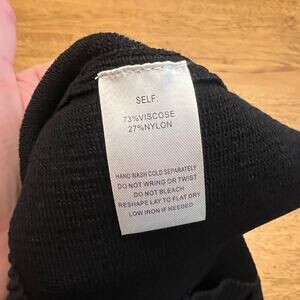 SELF:
73%VISCOSE
27%NYLON
HAND WASH COLD SEPARATELY
DO NOT WRING OR TWIST
DO NOT BLEACH
RESHAPE LAY TO FLAT DRY
LOW IRON IF NEEDED